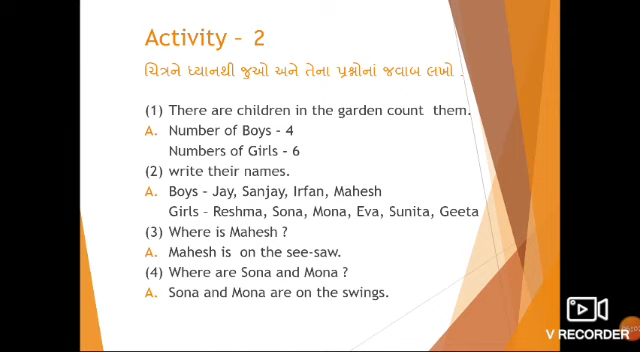 Activity – 2
ચિત્રને ધ્યાનથી જુઓ અને તેના પ્રશ્નોનાં જવાબ લખો .
(1) There are children in the garden count them.
A. Number of Boys – 4
Numbers of Girls – 6
(2) write their names.
A. Boys – Jay, Sanjay, Irfan, Mahesh
Girls – Reshma, Sona, Mona, Eva, Sunita, Geeta
(3) Where is Mahesh ?
A. Mahesh is on the see-saw.
(4) Where are Sona and Mona ?
A. Sona and Mona are on the swings.
V RECORDER